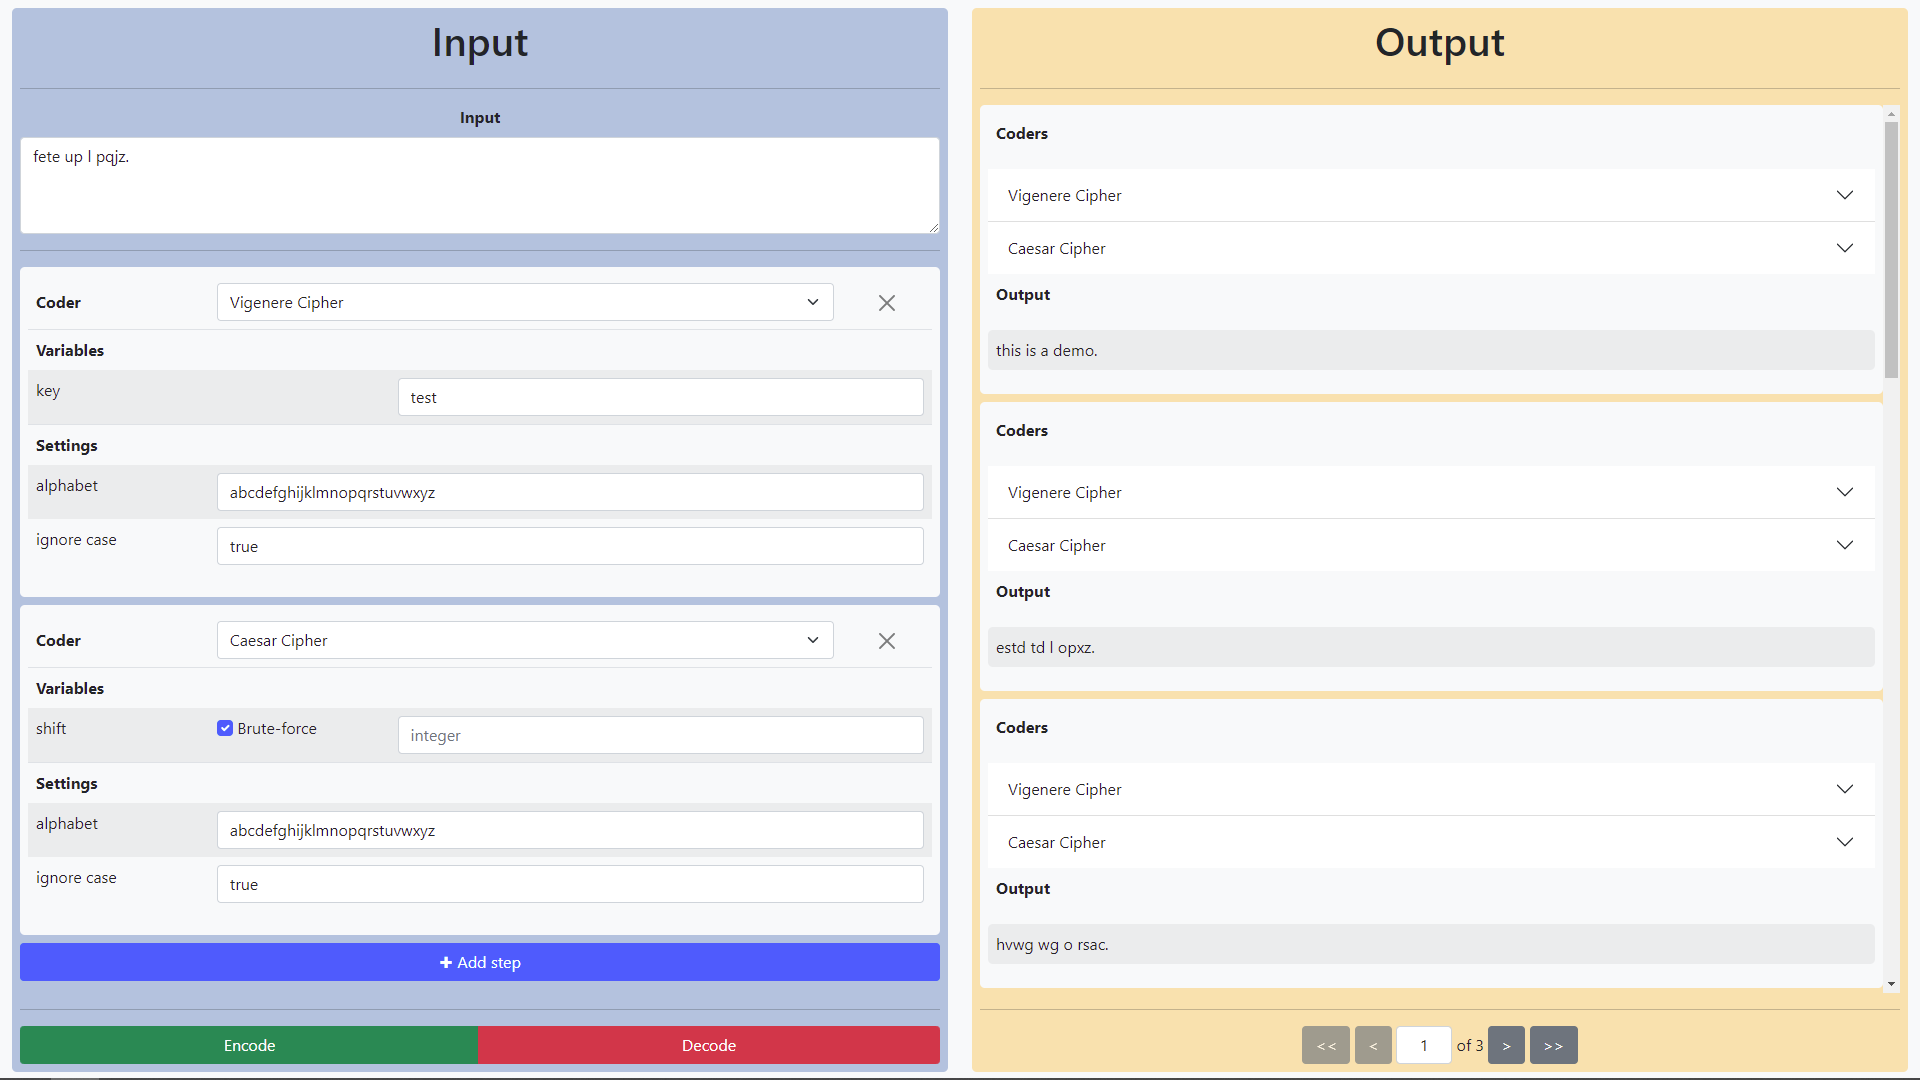 Input
Input
fete up l pqjz.
Coder
Vigenere Cipher
Variables
key
test
Settings
alphabet
abcdefghijklmnopqrstuvwxyz
ignore case
true
Coder
Caesar Cipher
Variables
shift
Brute-force
integer
Settings
alphabet
abcdefghijklmnopqrstuvwxyz
ignore case
true
+ Add step
Encode
Decode
Output
Coders
Vigenere Cipher
Caesar Cipher
Output
this is a demo.
Coders
Vigenere Cipher
Caesar Cipher
Output
estd td l opxz.
Coders
Vigenere Cipher
Caesar Cipher
Output
hvwg wg o rsac.
<< < 1 of 3 > >>